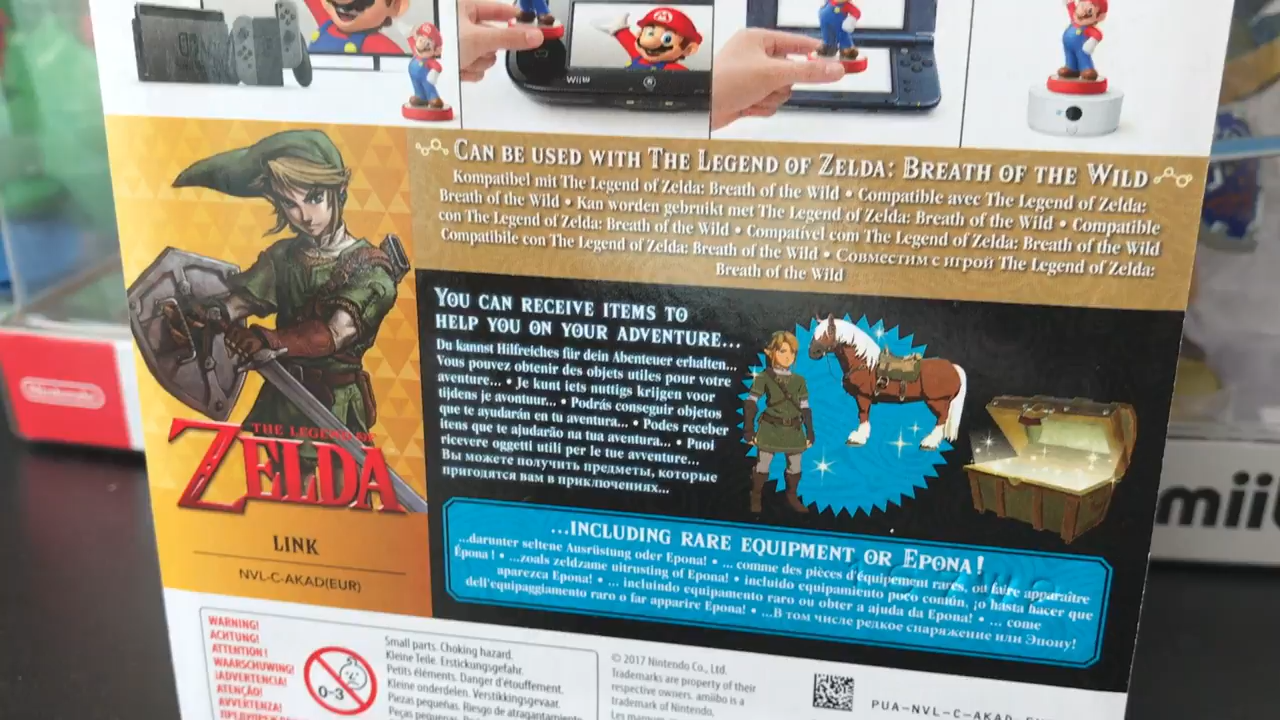 Wii U
CAN BE USED WITH THE LEGEND OF ZELDA: BREATH OF THE WILD
Kompatibel mit The Legend of Zelda: Breath of the Wild • Compatible avec The Legend of Zelda:
Breath of the Wild • Kan worden gebruikt met The Legend of Zelda: Breath of the Wild • Compatible
con The Legend of Zelda: Breath of the Wild • Compatível com The Legend of Zelda: Breath of the Wild
Compatibile con The Legend of Zelda: Breath of the Wild • Совместим с игрой The Legend of Zelda:
Breath of the Wild
YOU CAN RECEIVE ITEMS TO
HELP YOU ON YOUR ADVENTURE...
Du kannst Hilfreiches für dein Abenteuer erhalten...
Vous pouvez obtenir des objets utiles pour votre
aventure... • Je kunt iets nuttigs krijgen voor
tijdens je avontuur... • Podrás conseguir objetos
que te ayudarán en tu aventura... • Podes receber
itens que te ajudarão na tua aventura... • Puoi
ricevere oggetti utili per le tue avventure...
Вы можете получить предметы, которые
пригодятся вам в приключениях...
...INCLUDING RARE EQUIPMENT OR EPONA!
...darunter seltene Ausrüstung oder Epona! • ... comme des pièces d'équipement rares, ou faire apparaître
Épona ! • ...zoals zeldzame uitrusting of Epona! • incluido equipamiento poco común, ¡o hasta hacer que
aparezca Epona! • ... incluindo equipamento raro ou obter a ajuda da Epona! • ... come
dell'equipaggiamento raro o far apparire Epona! • ...В том числе редкое снаряжение или Эпону!
THE LEGEND OF
ZELDA
LINK
NVL-C-AKAD(EUR)
Nintendo
amiibo
WARNING!
ACHTUNG!
ATTENTION !
WAARSCHUWING!
¡ADVERTENCIA!
ATENÇÃO!
AVVERTENZA!
0-3
Small parts. Choking hazard.
Kleine Teile. Erstickungsgefahr.
Petits éléments. Danger d'étouffement.
Kleine onderdelen. Verstikkingsgevaar.
Piezas pequeñas. Riesgo de atragantamiento
© 2017 Nintendo Co., Ltd.
Trademarks are property of their
respective owners. amiibo is a
trademark of Nintendo.
PUA-NVL-C-AKAD-